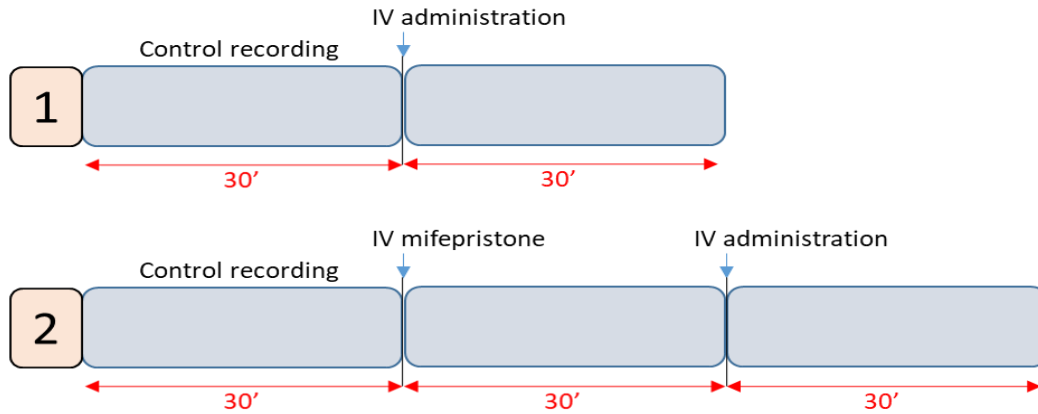 IV administration
Control recording
1
30’
30’
IV mifepristone
IV administration
Control recording
2
30’
30’
30’